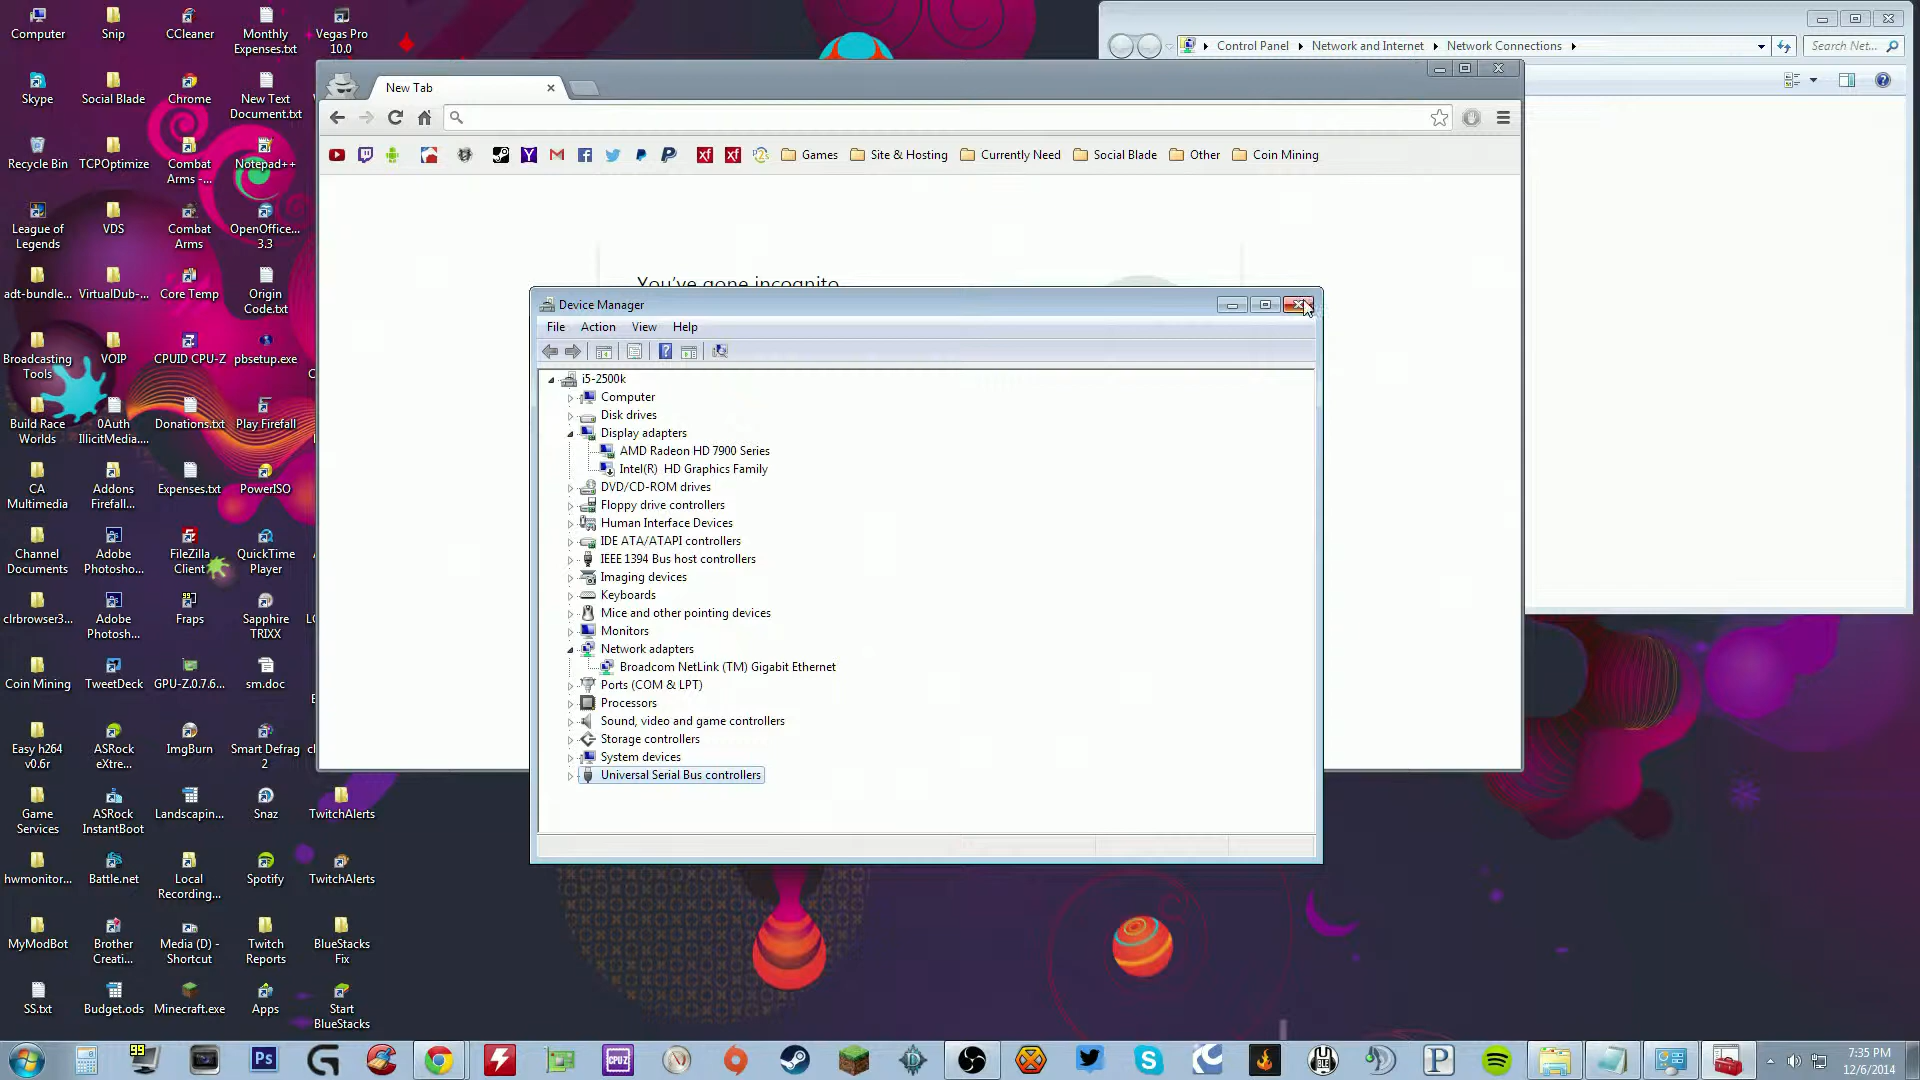 Computer
Snip
CCleaner
Monthly
Expenses.txt
Vegas Pro
10.0
Skype
Social Blade
Chrome
New Text
Document.txt
Recycle Bin
TCPOptimize
Combat
Arms -...
Notepad++
League of
Legends
VDS
Combat
Arms
OpenOffice...
3.3
adt-bundle...
VirtualDub-...
Core Temp
Origin
Code.txt
Broadcasting
Tools
VOIP
CPUID CPU-Z
pbsetup.exe
Build Race
Worlds
0Auth
IllicitMedia....
Donations.txt
Play Firefall
CA
Multimedia
Addons
Firefall...
Expenses.txt
PowerISO
Channel
Documents
Adobe
Photosho...
FileZilla
Client
QuickTime
Player
clrbrowser3...
Adobe
Photosh...
Fraps
Sapphire
TRIXX
Coin Mining
TweetDeck
GPU-Z.0.7.6...
sm.doc
Easy h264
v0.6r
ASRock
eXtre...
ImgBurn
Smart Defrag
2
Game
Services
ASRock
InstantBoot
Landscapin...
Snaz
TwitchAlerts
hwmonitor...
Battle.net
Local
Recording...
Spotify
TwitchAlerts
MyModBot
Brother
Creati...
Media (D) -
Shortcut
Twitch
Reports
BlueStacks
Fix
SS.txt
Budget.ods
Minecraft.exe
Apps
Start
BlueStacks
Control Panel
Network and Internet
Network Connections
Search Net...
New Tab
Games
Site & Hosting
Currently Need
Social Blade
Other
Coin Mining
You've gone incognito
Device Manager
File Action View Help
i5-2500k
Computer
Disk drives
Display adapters
AMD Radeon HD 7900 Series
Intel(R) HD Graphics Family
DVD/CD-ROM drives
Floppy drive controllers
Human Interface Devices
IDE ATA/ATAPI controllers
IEEE 1394 Bus host controllers
Imaging devices
Keyboards
Mice and other pointing devices
Monitors
Network adapters
Broadcom NetLink (TM) Gigabit Ethernet
Ports (COM & LPT)
Processors
Sound, video and game controllers
Storage controllers
System devices
Universal Serial Bus controllers
99
Ps
CPUZ
7:35 PM
12/6/2014